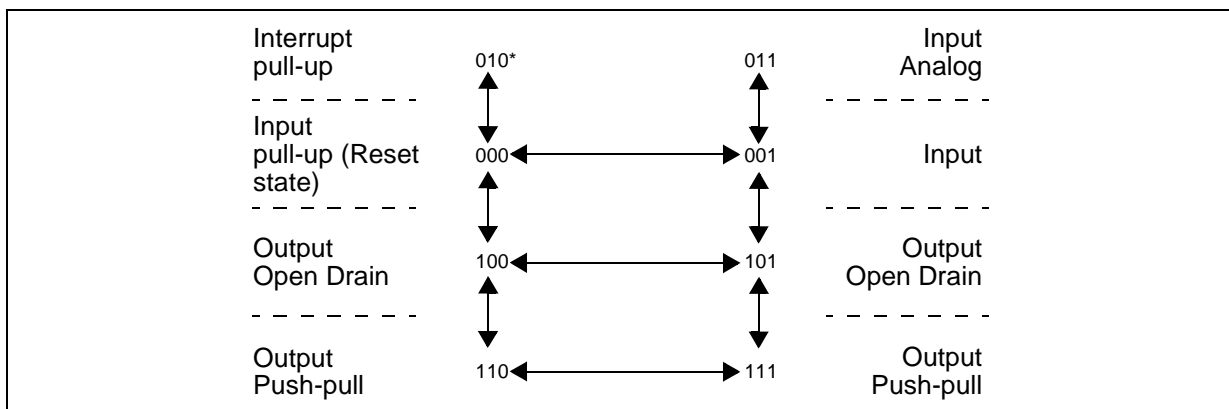 Interrupt
pull-up
010*
011
Input
Analog
Input
pull-up (Reset
state)
000
001
Input
Output
Open Drain
100
101
Output
Open Drain
Output
Push-pull
110
111
Output
Push-pull